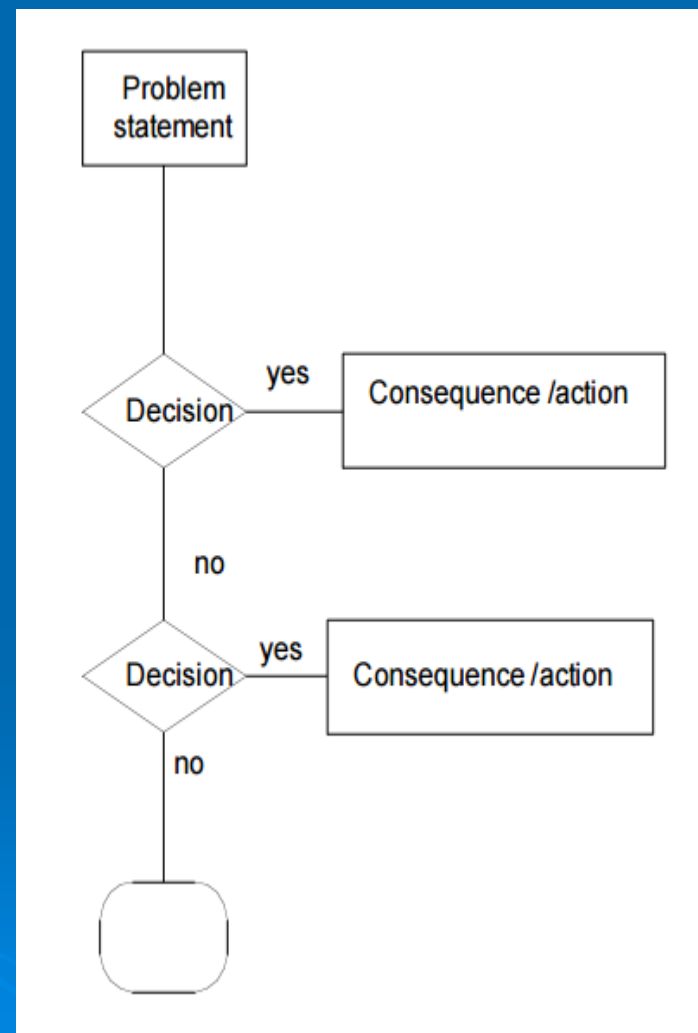 Problem
statement
yes
Decision
Consequence /action
no
yes
Decision
Consequence /action
no